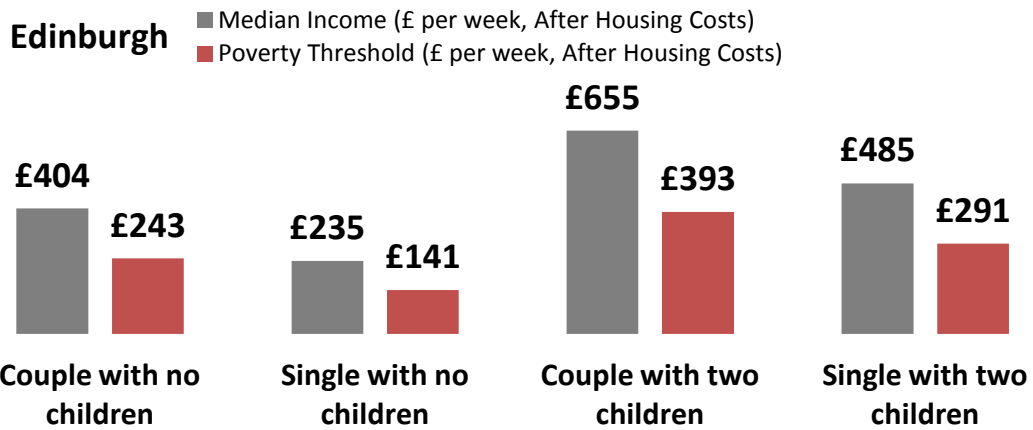 Edinburgh
Median Income (£ per week, After Housing Costs)
Poverty Threshold (£ per week, After Housing Costs)
£404
£243
£235
£141
£655
£393
£485
£291
Couple with no
children
Single with no
children
Couple with two
children
Single with two
children